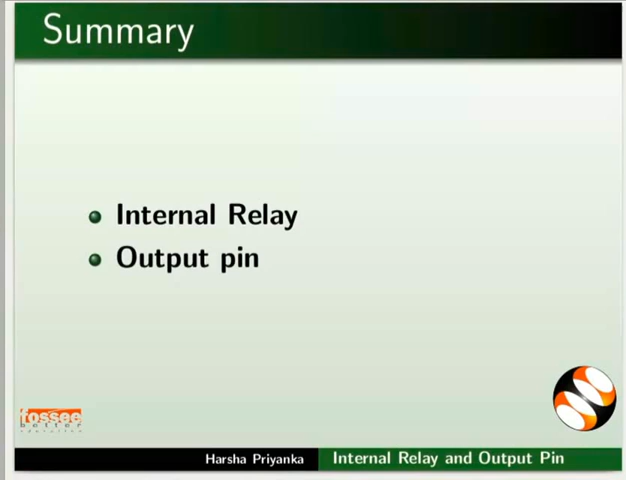 Summary
Internal Relay
Output pin
fossee
Harsha Priyanka
Internal Relay and Output Pin